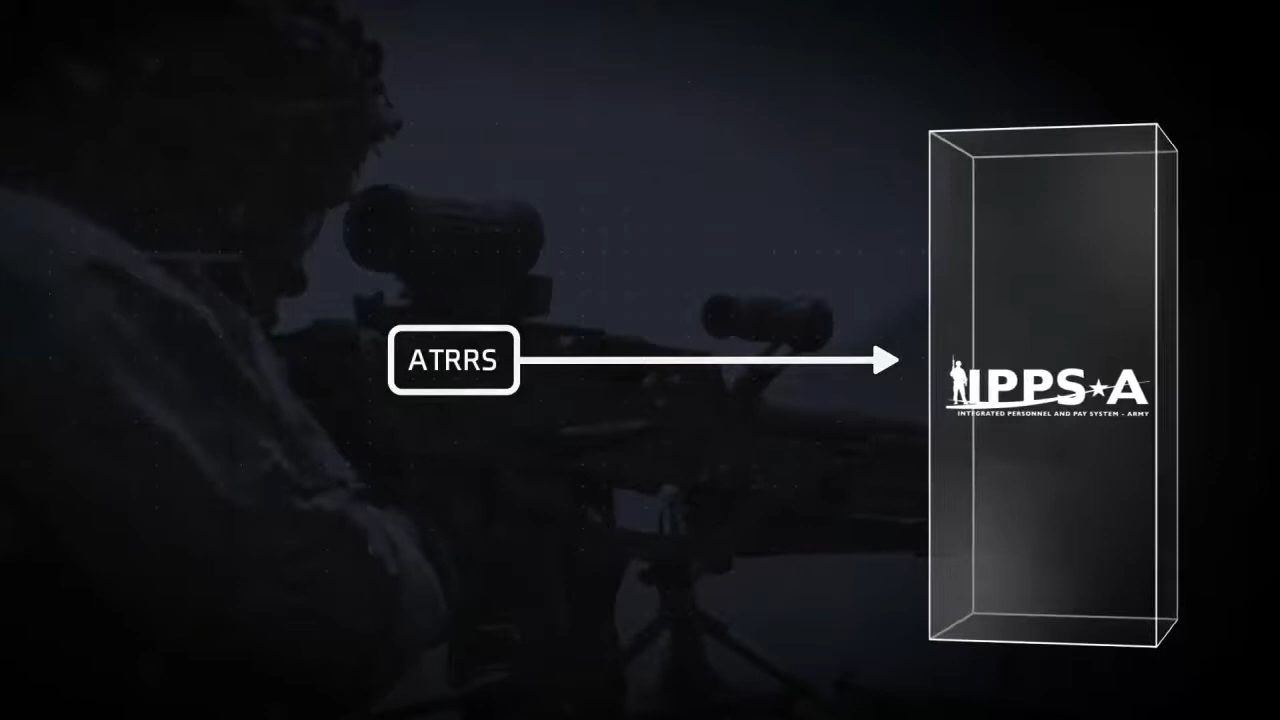 ATRRS
IPPS★A
INTEGRATED PERSONNEL AND PAY SYSTEM - ARMY